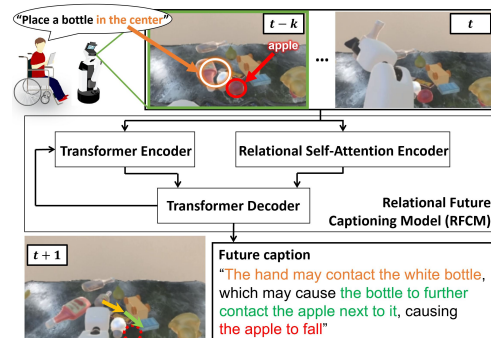 "Place a bottle in the center"
t − k
t
apple
...
Transformer Encoder
Relational Self-Attention Encoder
Transformer Decoder
Relational Future
Captioning Model (RFCM)
t + 1
Future caption
"The hand may contact the white bottle,
which may cause the bottle to further
contact the apple next to it, causing
the apple to fall"